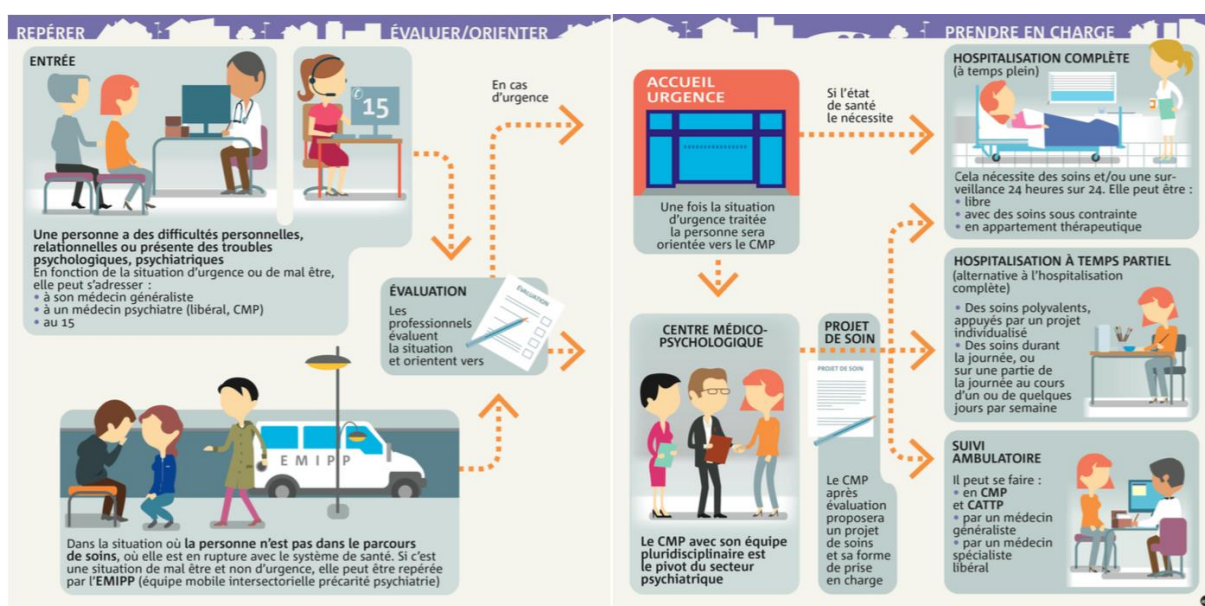 REPÉRER
ÉVALUER/ORIENTER
ENTRÉE
15
Une personne a des difficultés personnelles,
relationnelles ou présente des troubles
psychologiques, psychiatriques
En fonction de la situation d'urgence ou de mal être,
elle peut s'adresser :
• à son médecin généraliste
• à un médecin psychiatre (libéral, CMP)
• au 15
En cas
d'urgence
ÉVALUATION
Les
professionnels
évaluent
la situation
et orientent vers
ÉVALUATION
EMIPP
Dans la situation où la personne n'est pas dans le parcours
de soins, où elle est en rupture avec le système de santé. Si c'est
une situation de mal être et non d'urgence, elle peut être repérée
par l'EMIPP (équipe mobile intersectorielle précarité psychiatrie)
PRENDRE EN CHARGE
ACCUEIL
URGENCE
Une fois la situation
d'urgence traitée
la personne sera
orientée vers le CMP
Si l'état
de santé
le nécessite
CENTRE MÉDICO-
PSYCHOLOGIQUE
Le CMP avec son équipe
pluridisciplinaire est
le pivot du secteur
psychiatrique
PROJET
DE SOIN
PROJET DE SOIN
Le CMP
après
évaluation
proposera
un projet
de soins
et sa forme
de prise
en charge
HOSPITALISATION COMPLÈTE
(à temps plein)
Cela nécessite des soins et/ou une sur-
veillance 24 heures sur 24. Elle peut être :
• libre
• avec des soins sous contrainte
• en appartement thérapeutique
HOSPITALISATION À TEMPS PARTIEL
(alternative à l'hospitalisation
complète)
• Des soins polyvalents,
appuyés par un projet
individualisé
• Des soins durant
la journée, ou
sur une partie de
la journée au cours
d'un ou de quelques
jours par semaine
SUIVI
AMBULATOIRE
Il peut se faire :
• en CMP
et CATTP
• par un médecin
généraliste
• par un médecin
spécialiste
libéral